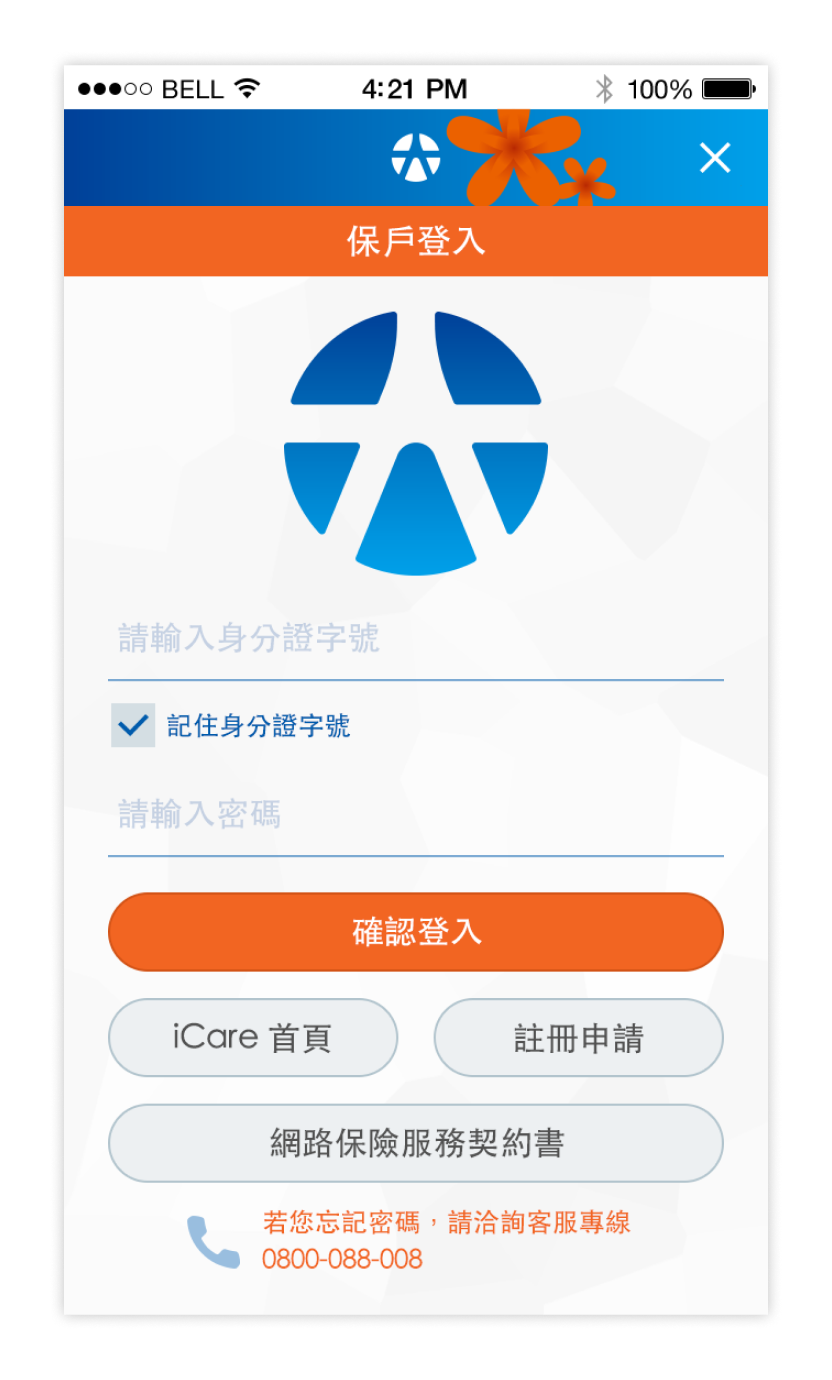 BELL 4:21 PM 100%
保戶登入
請輸入身分證字號
記住身分證字號
請輸入密碼
確認登入
iCare 首頁 註冊申請
網路保險服務契約書
若您忘記密碼，請洽詢客服專線
0800-088-008